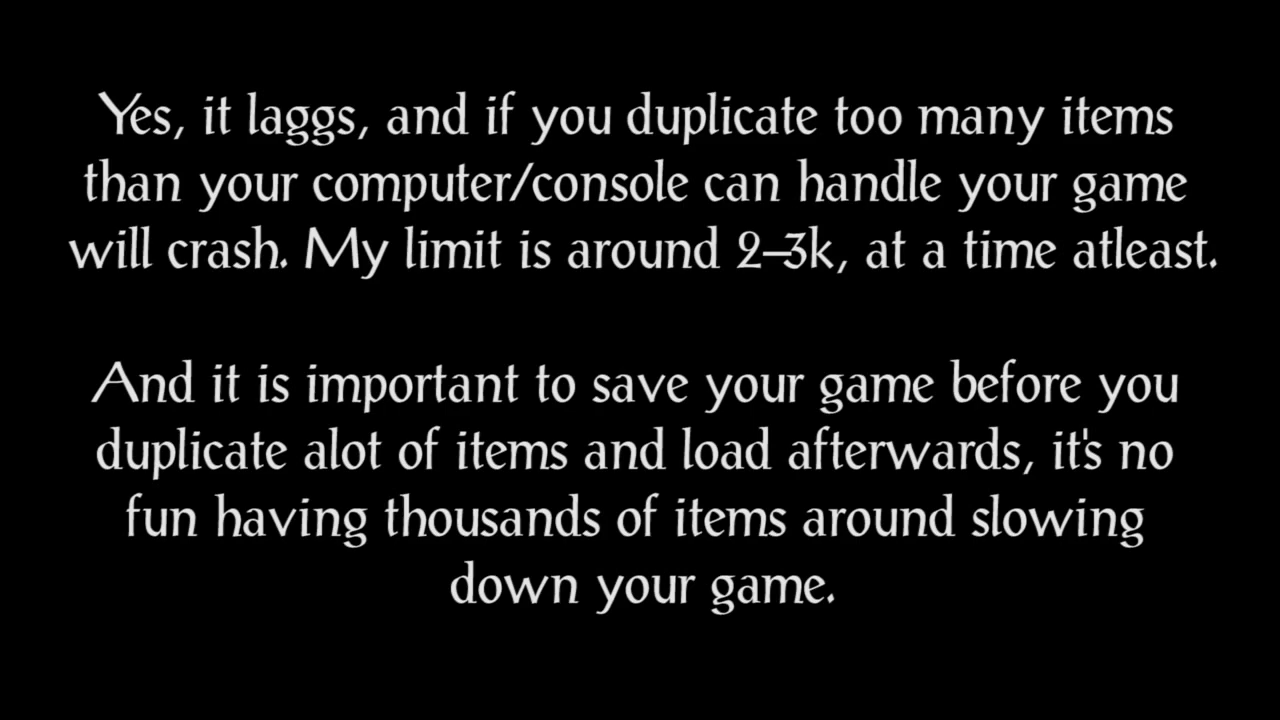 Yes, it laggs, and if you duplicate too many items
than your computer/console can handle your game
will crash. My limit is around 2-3k, at a time atleast.
And it is important to save your game before you
duplicate alot of items and load afterwards, it's no
fun having thousands of items around slowing
down your game.